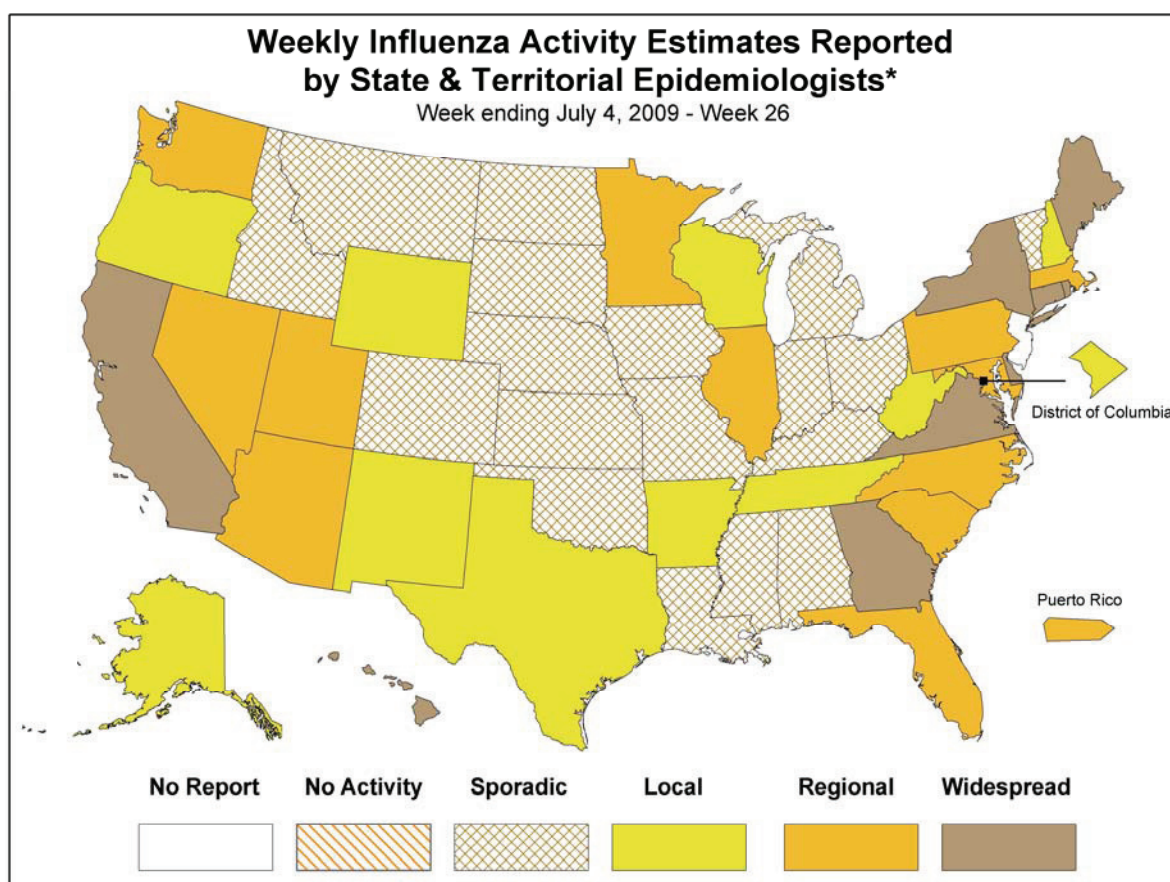 Weekly Influenza Activity Estimates Reported
by State & Territorial Epidemiologists*
Week ending July 4, 2009 - Week 26
District of Columbia
Puerto Rico
No Report No Activity Sporadic Local Regional Widespread